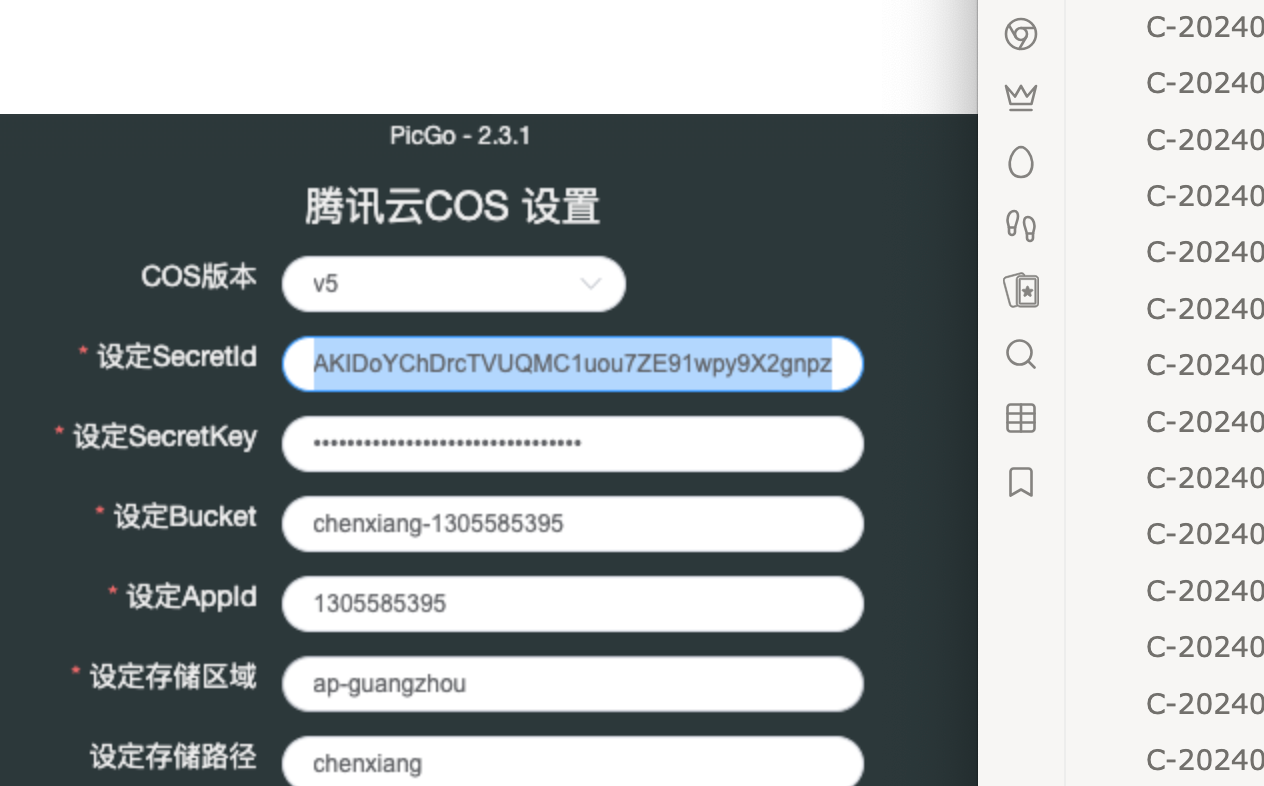 PicGo - 2.3.1
腾讯云COS 设置
COS版本
v5
* 设定SecretId
AKIDoYChDrcTVUQMC1uou7ZE91wpy9X2gnpz
* 设定SecretKey
••••••••••••••••••••••••••••••••
* 设定Bucket
chenxiang-1305585395
* 设定AppId
1305585395
* 设定存储区域
ap-guangzhou
设定存储路径
chenxiang
C-20240
C-20240
C-20240
C-20240
C-20240
C-20240
C-20240
C-20240
C-20240
C-20240
C-20240
C-20240
C-20240
C-20240